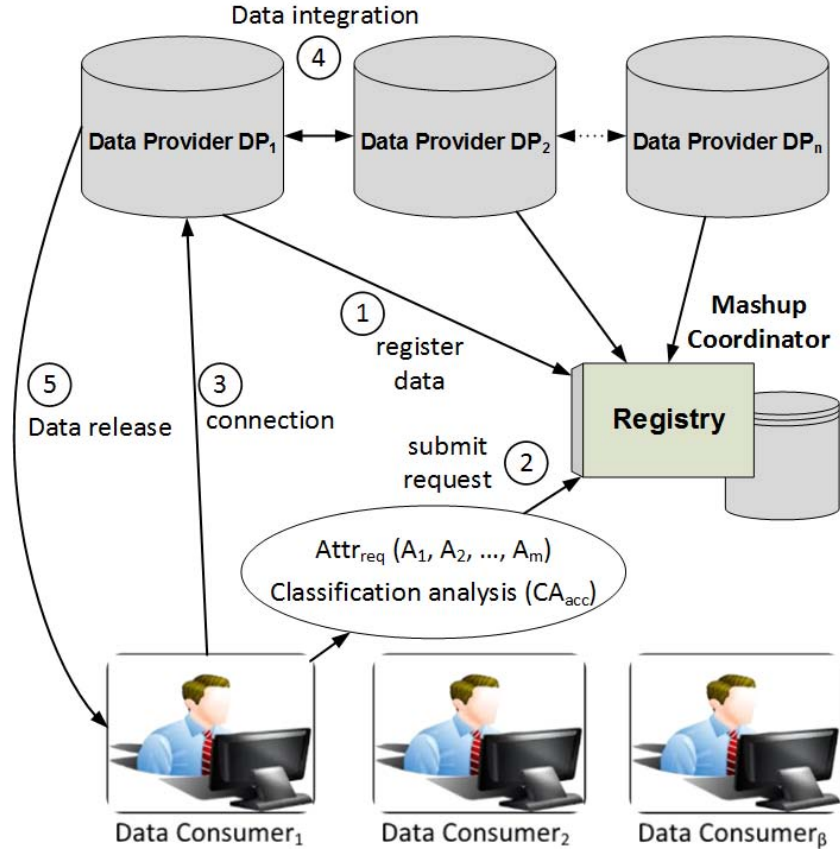 Data integration
4
Data Provider DP₁
Data Provider DP₂
Data Provider DPₙ
1
register
data
Mashup
Coordinator
5
Data release
3
connection
Registry
submit
request
2
Attrreq (A₁, A₂, ..., Aₘ)
Classification analysis (CAacc)
Data Consumer₁
Data Consumer₂
Data Consumerᵦ